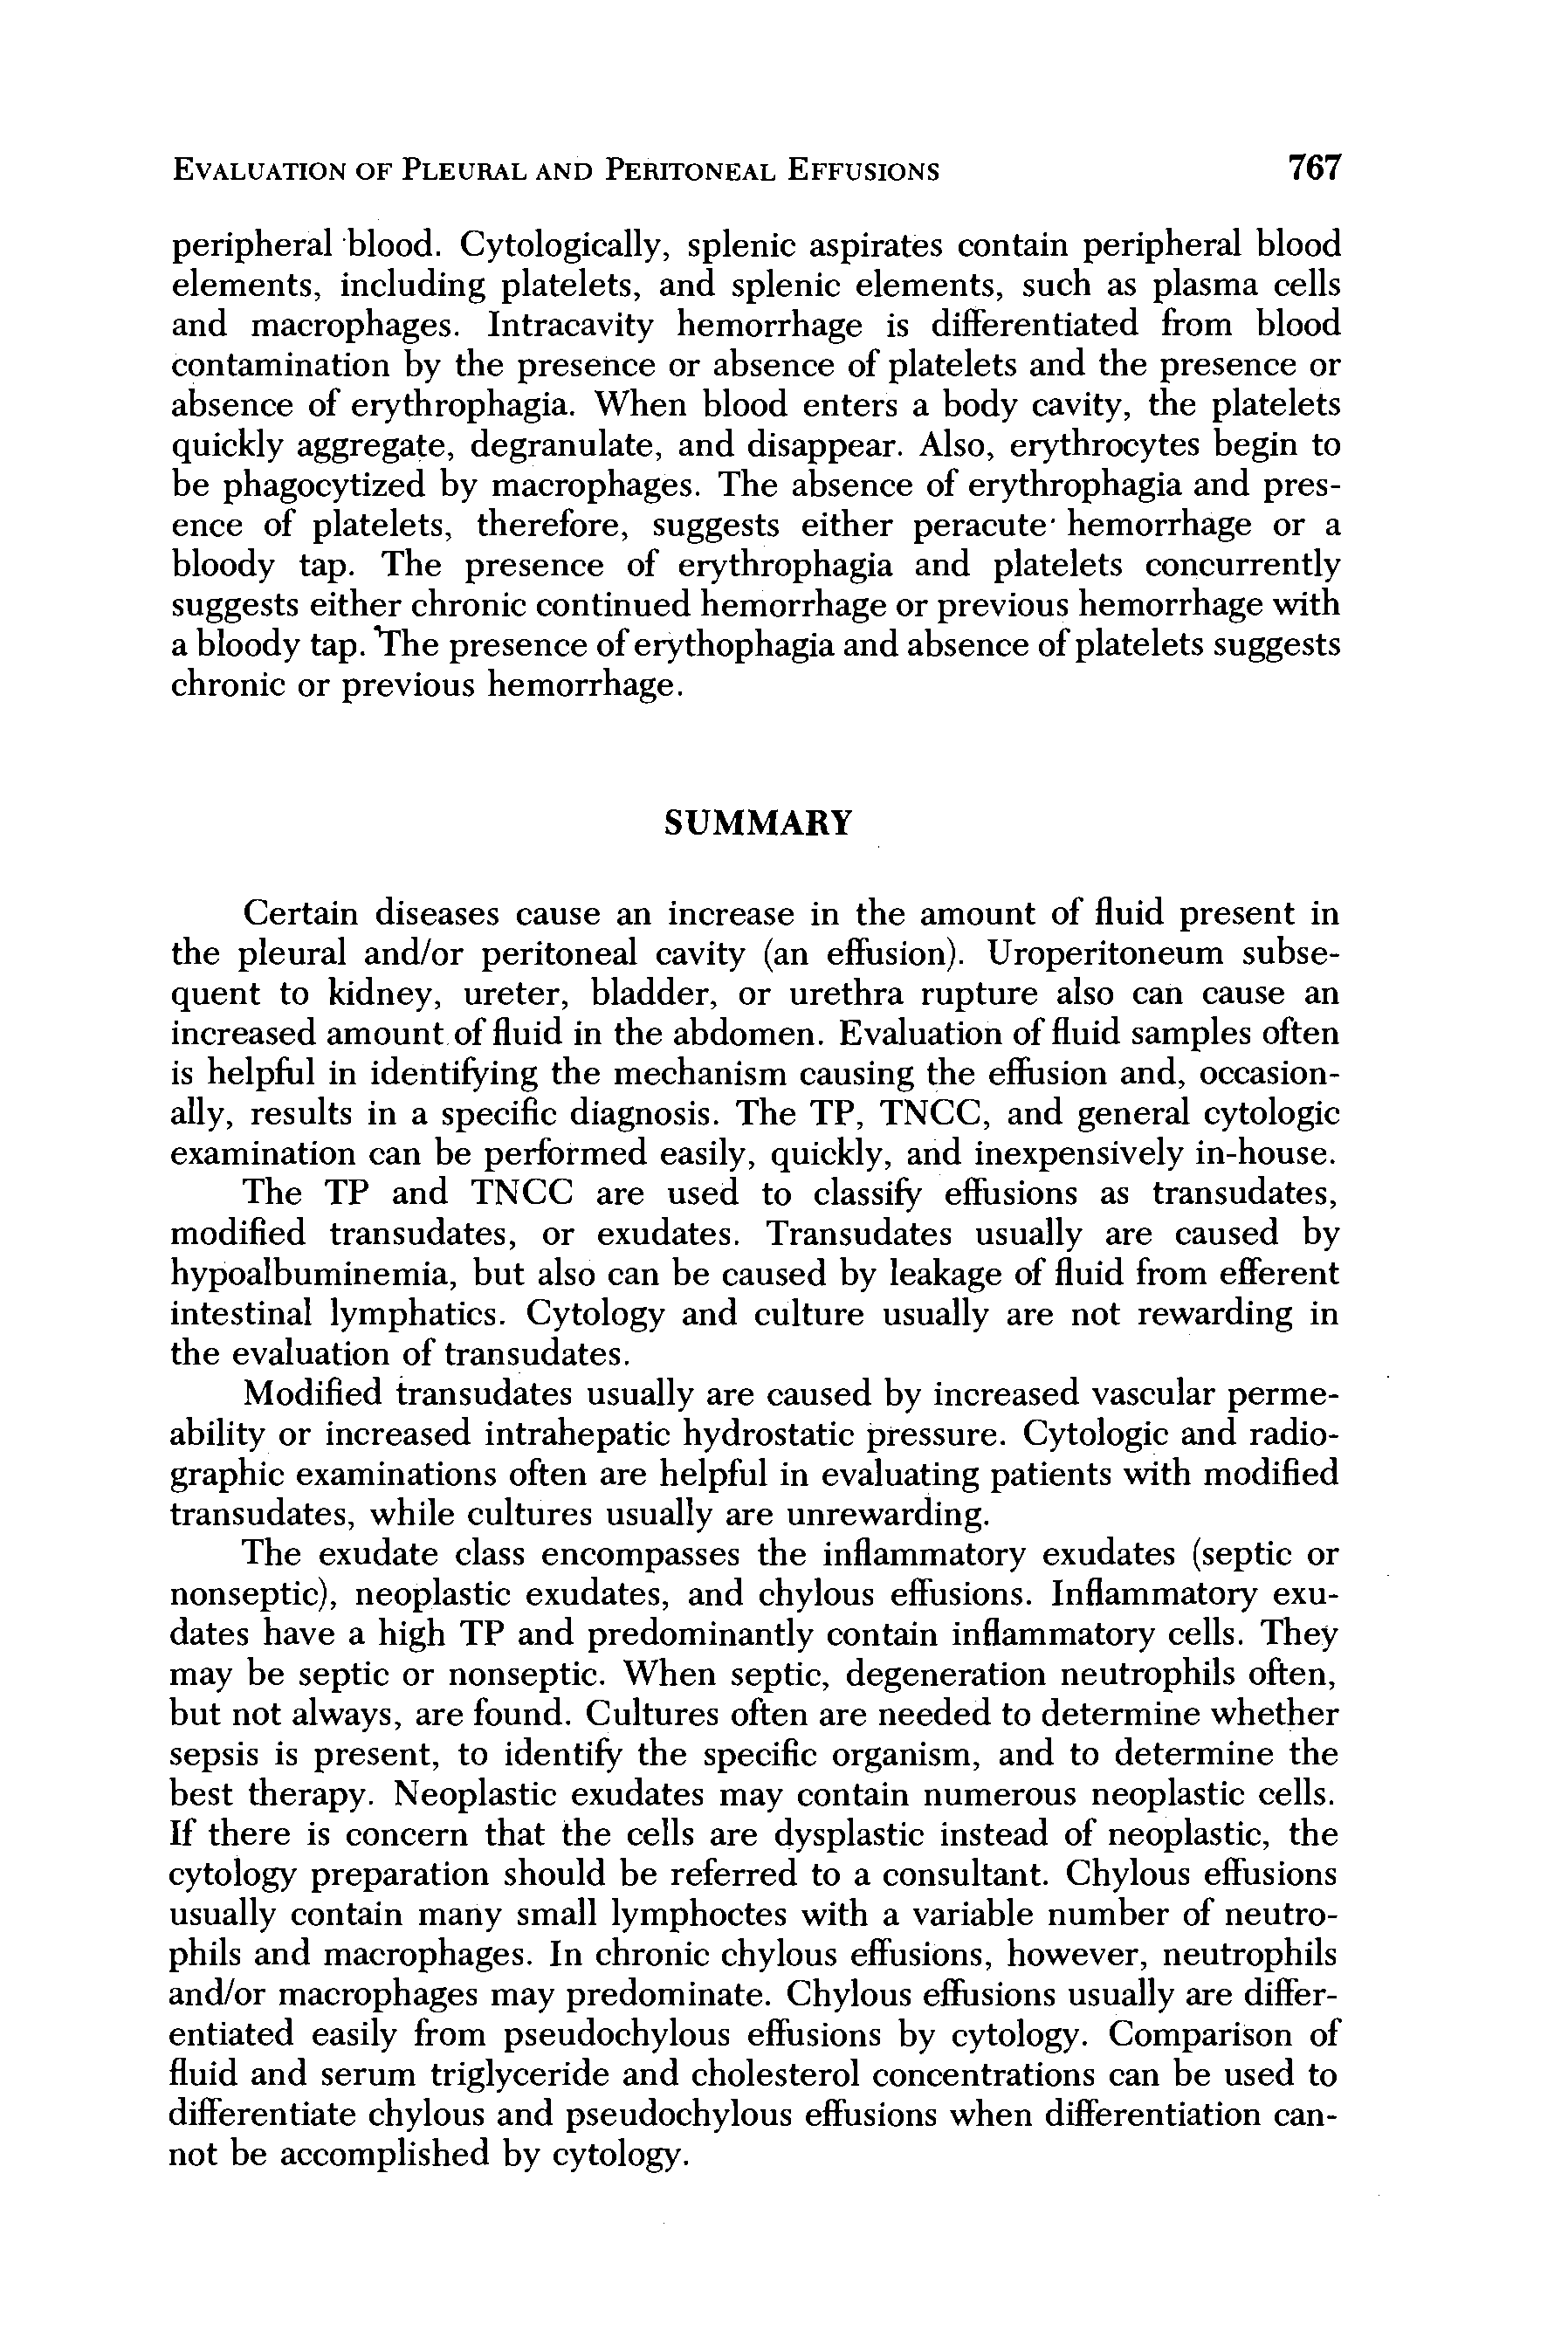 EVALUATION OF PLEURAL AND PERITONEAL EFFUSIONS 767
peripheral blood. Cytologically, splenic aspirates contain peripheral blood
elements, including platelets, and splenic elements, such as plasma cells
and macrophages. Intracavity hemorrhage is differentiated from blood
contamination by the presence or absence of platelets and the presence or
absence of erythrophagia. When blood enters a body cavity, the platelets
quickly aggregate, degranulate, and disappear. Also, erythrocytes begin to
be phagocytized by macrophages. The absence of erythrophagia and pres-
ence of platelets, therefore, suggests either peracute hemorrhage or a
bloody tap. The presence of erythrophagia and platelets concurrently
suggests either chronic continued hemorrhage or previous hemorrhage with
a bloody tap. The presence of erythophagia and absence of platelets suggests
chronic or previous hemorrhage.
SUMMARY
Certain diseases cause an increase in the amount of fluid present in
the pleural and/or peritoneal cavity (an effusion). Uroperitoneum subse-
quent to kidney, ureter, bladder, or urethra rupture also can cause an
increased amount of fluid in the abdomen. Evaluation of fluid samples often
is helpful in identifying the mechanism causing the effusion and, occasion-
ally, results in a specific diagnosis. The TP, TNCC, and general cytologic
examination can be performed easily, quickly, and inexpensively in-house.
The TP and TNCC are used to classify effusions as transudates,
modified transudates, or exudates. Transudates usually are caused by
hypoalbuminemia, but also can be caused by leakage of fluid from efferent
intestinal lymphatics. Cytology and culture usually are not rewarding in
the evaluation of transudates.
Modified transudates usually are caused by increased vascular perme-
ability or increased intrahepatic hydrostatic pressure. Cytologic and radio-
graphic examinations often are helpful in evaluating patients with modified
transudates, while cultures usually are unrewarding.
The exudate class encompasses the inflammatory exudates (septic or
nonseptic), neoplastic exudates, and chylous effusions. Inflammatory exu-
dates have a high TP and predominantly contain inflammatory cells. They
may be septic or nonseptic. When septic, degeneration neutrophils often,
but not always, are found. Cultures often are needed to determine whether
sepsis is present, to identify the specific organism, and to determine the
best therapy. Neoplastic exudates may contain numerous neoplastic cells.
If there is concern that the cells are dysplastic instead of neoplastic, the
cytology preparation should be referred to a consultant. Chylous effusions
usually contain many small lymphoctes with a variable number of neutro-
phils and macrophages. In chronic chylous effusions, however, neutrophils
and/or macrophages may predominate. Chylous effusions usually are differ-
entiated easily from pseudochylous effusions by cytology. Comparison of
fluid and serum triglyceride and cholesterol concentrations can be used to
differentiate chylous and pseudochylous effusions when differentiation can-
not be accomplished by cytology.